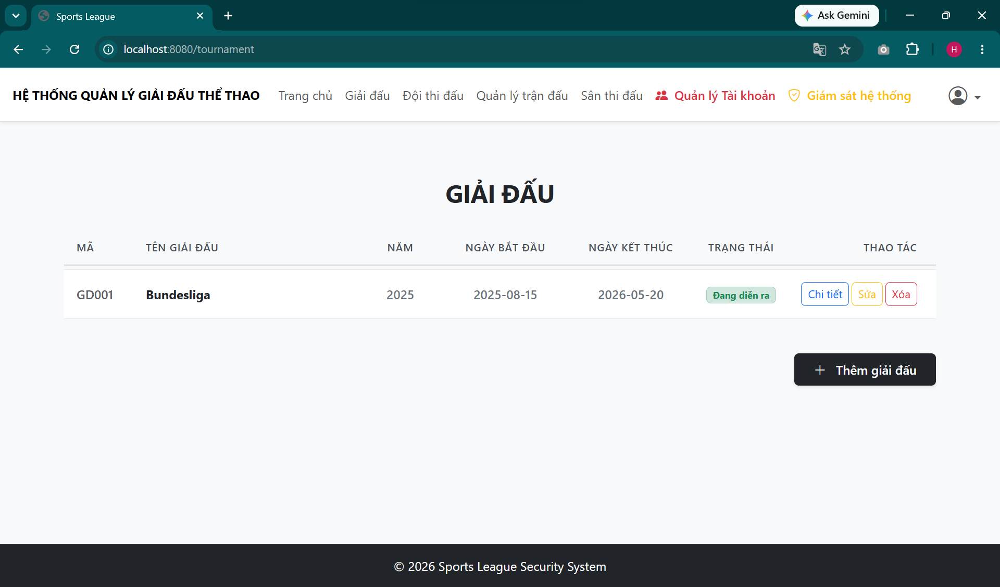 Sports League
Ask Gemini
localhost:8080/tournament
H
HỆ THỐNG QUẢN LÝ GIẢI ĐẤU THỂ THAO Trang chủ Giải đấu Đội thi đấu Quản lý trận đấu Sân thi đấu Quản lý Tài khoản Giám sát hệ thống
GIẢI ĐẤU
MÃ TÊN GIẢI ĐẤU NĂM NGÀY BẮT ĐẦU NGÀY KẾT THÚC TRẠNG THÁI THAO TÁC
GD001 Bundesliga 2025 2025-08-15 2026-05-20 Đang diễn ra Chi tiết Sửa Xóa
Thêm giải đấu
© 2026 Sports League Security System